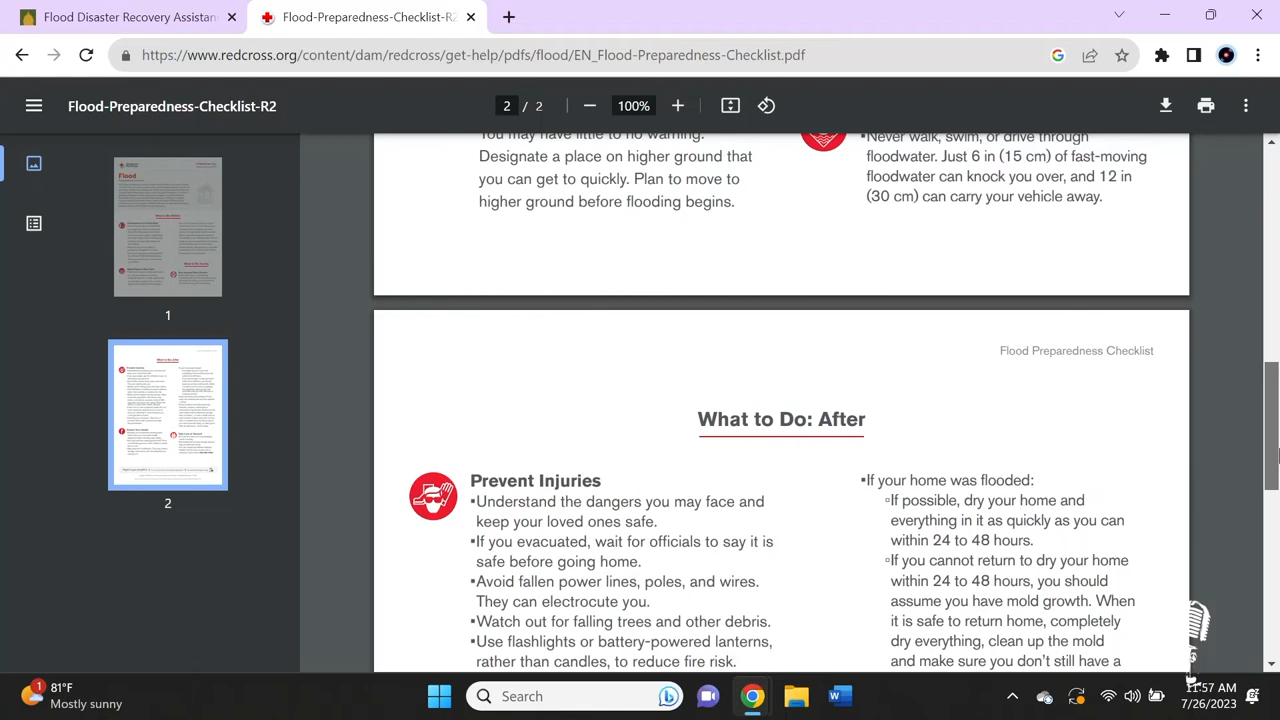 Flood Disaster Recovery Assistan
Flood-Preparedness-Checklist-R2
https://www.redcross.org/content/dam/redcross/get-help/pdfs/flood/EN_Flood-Preparedness-Checklist.pdf
Flood-Preparedness-Checklist-R2
2 / 2
100%
Flood
1
2
You may have little to no warning.
Designate a place on higher ground that
you can get to quickly. Plan to move to
higher ground before flooding begins.
▪Never walk, swim, or drive through
floodwater. Just 6 in (15 cm) of fast-moving
floodwater can knock you over, and 12 in
(30 cm) can carry your vehicle away.
Flood Preparedness Checklist
What to Do: After
Prevent Injuries
▪Understand the dangers you may face and
keep your loved ones safe.
▪If you evacuated, wait for officials to say it is
safe before going home.
▪Avoid fallen power lines, poles, and wires.
They can electrocute you.
▪Watch out for falling trees and other debris.
▪Use flashlights or battery-powered lanterns,
rather than candles, to reduce fire risk.
▪If your home was flooded:
▫If possible, dry your home and
everything in it as quickly as you can
within 24 to 48 hours.
▫If you cannot return to dry your home
within 24 to 48 hours, you should
assume you have mold growth. When
it is safe to return home, completely
dry everything, clean up the mold
and make sure you don't still have a
1
81°F
Mostly sunny
Search
11:57 AM
7/26/2023